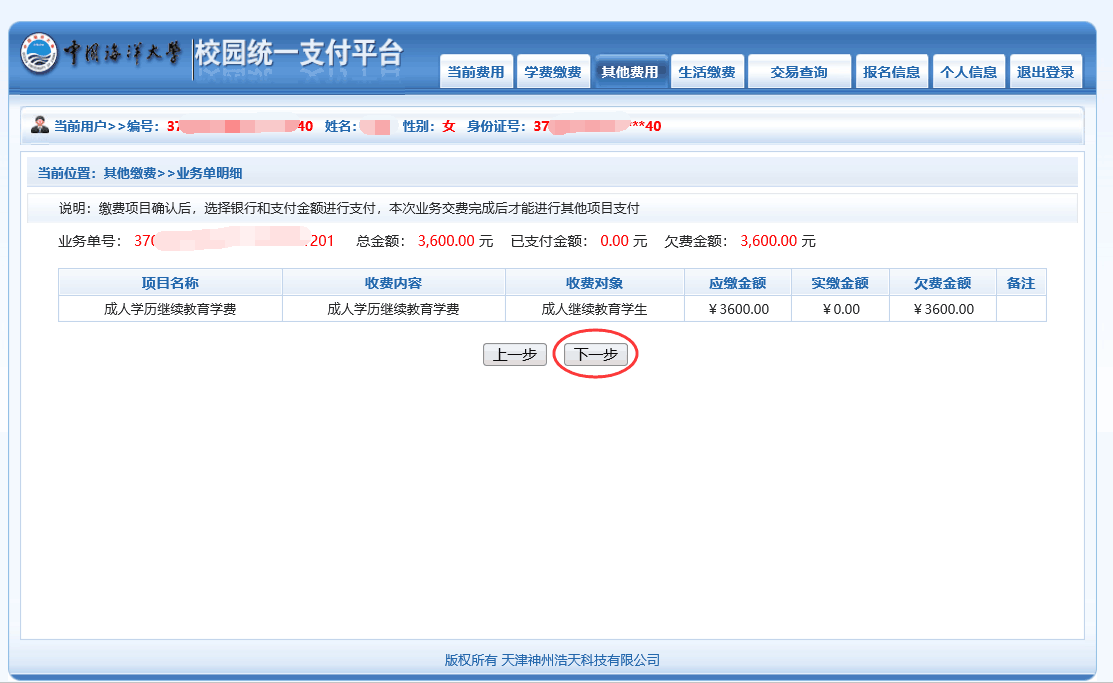 中国海洋大学 校园统一支付平台
当前费用 学费缴费 其他费用 生活缴费 交易查询 报名信息 个人信息 退出登录
当前用户>>编号：37 40 姓名： 性别：女 身份证号：37 **40
当前位置：其他缴费>>业务单明细
说明：缴费项目确认后，选择银行和支付金额进行支付，本次业务交费完成后才能进行其他项目支付
业务单号：370 201 总金额：3,600.00 元 已支付金额：0.00 元 欠费金额：3,600.00 元
项目名称 收费内容 收费对象 应缴金额 实缴金额 欠费金额 备注
成人学历继续教育学费 成人学历继续教育学费 成人继续教育学生 ¥3600.00 ¥0.00 ¥3600.00
上一步 下一步
版权所有 天津神州浩天科技有限公司